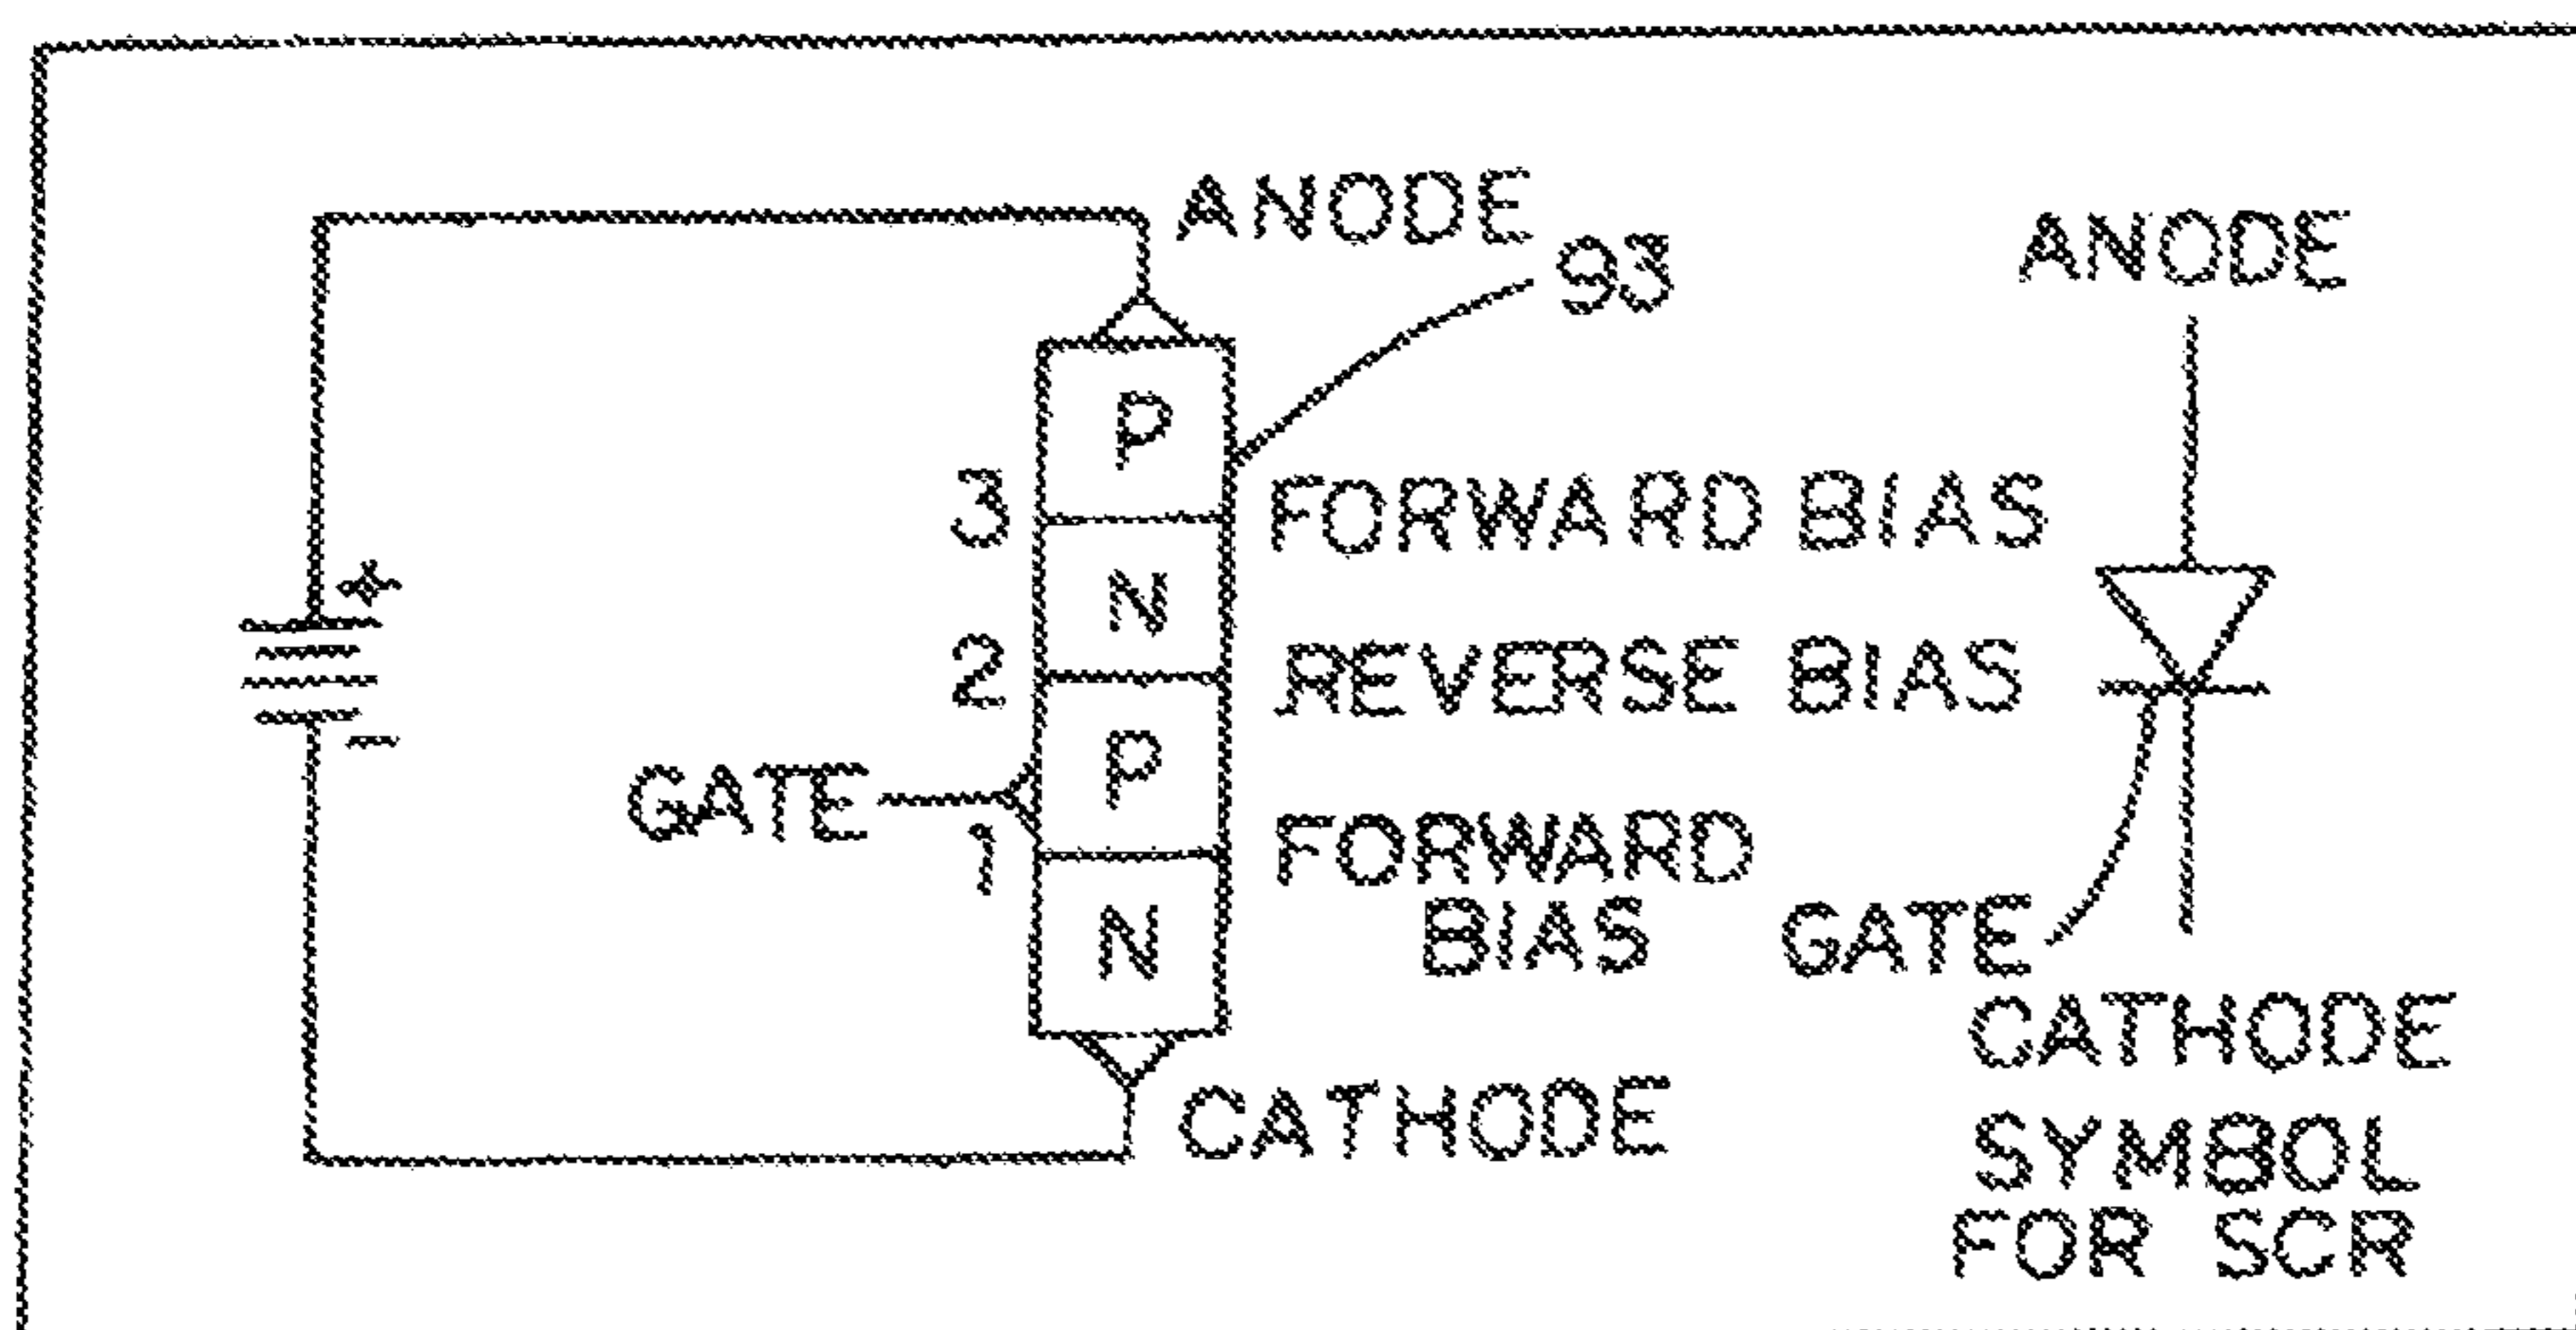 ANODE
93
ANODE
+
P
3
FORWARD BIAS
N
2
REVERSE BIAS
P
-
GATE
1
FORWARD
BIAS
N
GATE
CATHODE
CATHODE
SYMBOL
FOR SCR